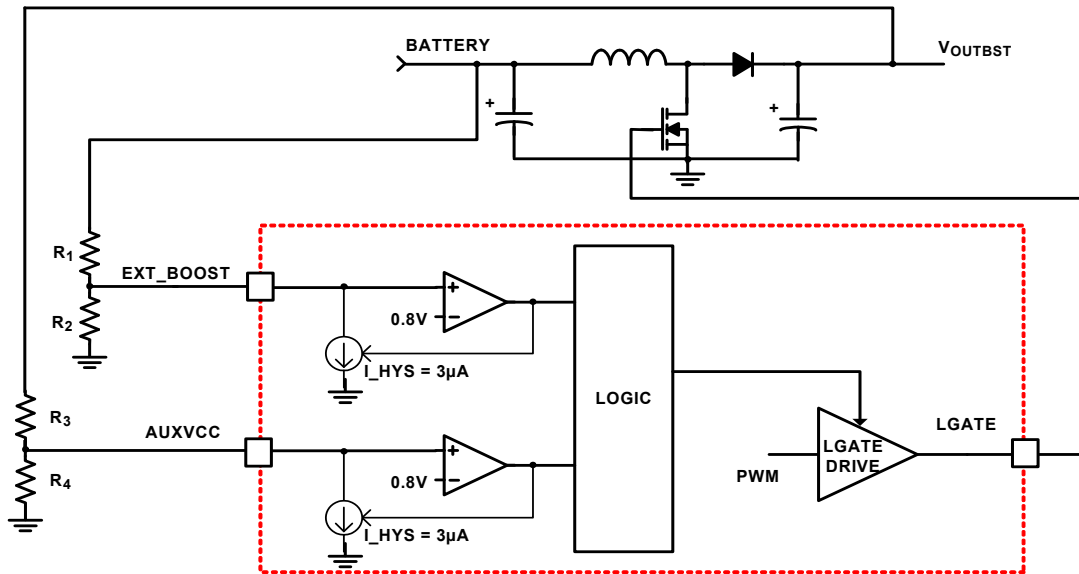 BATTERY
VOUTBST
+
+
R1
EXT_BOOST
R2
+
0.8V
−
I_HYS = 3µA
LOGIC
R3
AUXVCC
R4
+
0.8V
−
I_HYS = 3µA
PWM
LGATE
DRIVE
LGATE